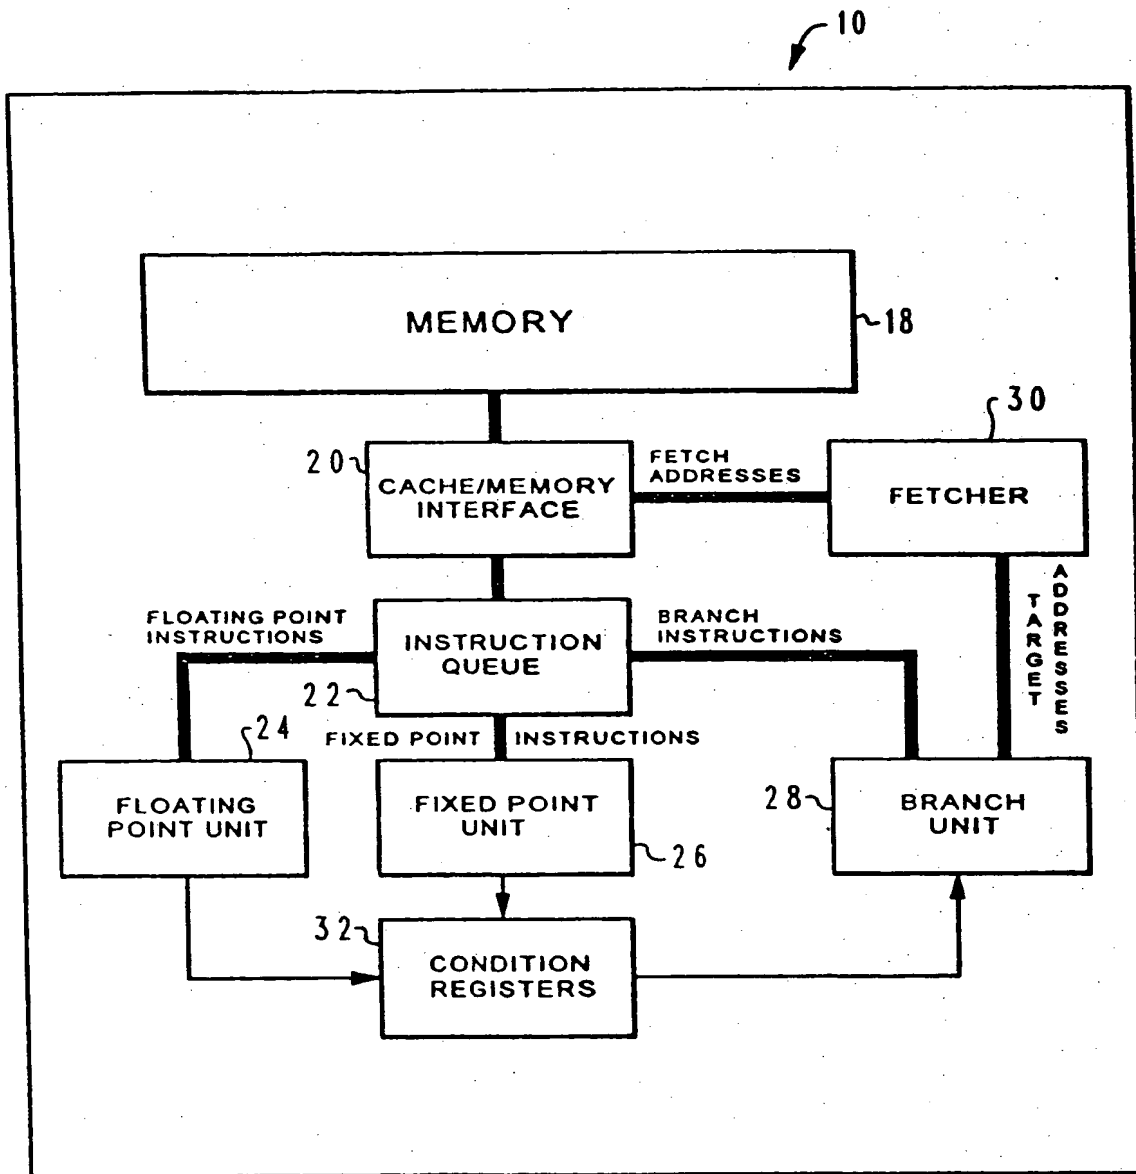 10
MEMORY
18
20
CACHE/MEMORY
INTERFACE
FETCH
ADDRESSES
30
FETCHER
FLOATING POINT
INSTRUCTIONS
INSTRUCTION
QUEUE
22
BRANCH
INSTRUCTIONS
TARGET
ADDRESSES
24
FIXED POINT INSTRUCTIONS
FLOATING
POINT UNIT
FIXED POINT
UNIT
26
28
BRANCH
UNIT
32
CONDITION
REGISTERS